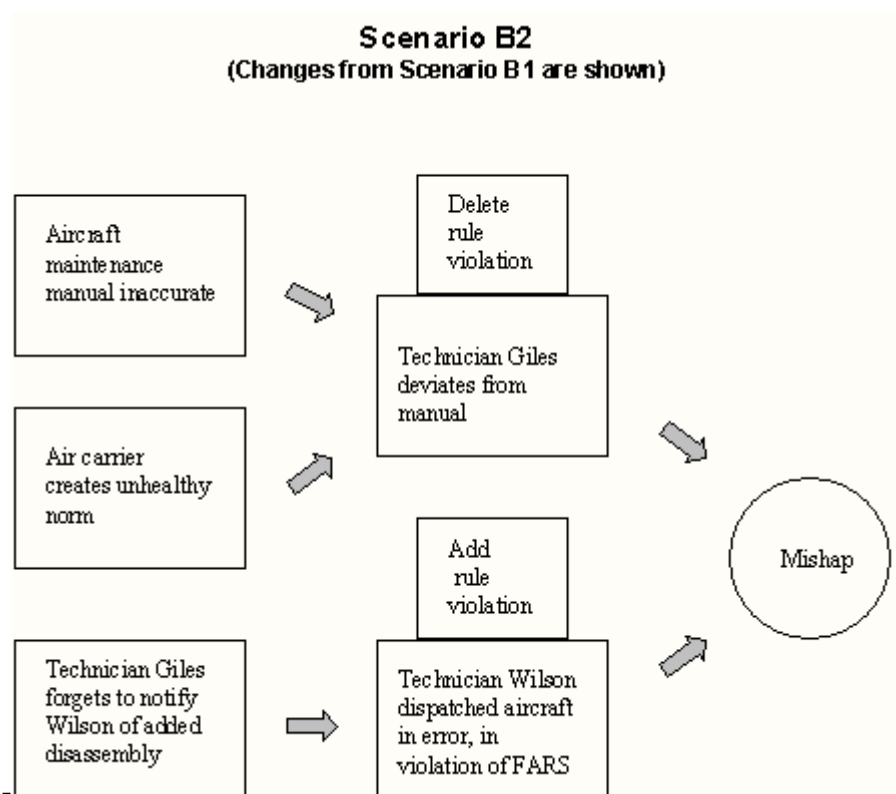 Scenario B2
(Changes from Scenario B1 are shown)
Aircraft
maintenance
manual inaccurate
Delete
rule
violation
Technician Giles
deviates from
manual
Air carrier
creates unhealthy
norm
Add
rule
violation
Mishap
Technician Giles
forgets to notify
Wilson of added
disassembly
Technician Wilson
dispatched aircraft
in error, in
violation of FARS